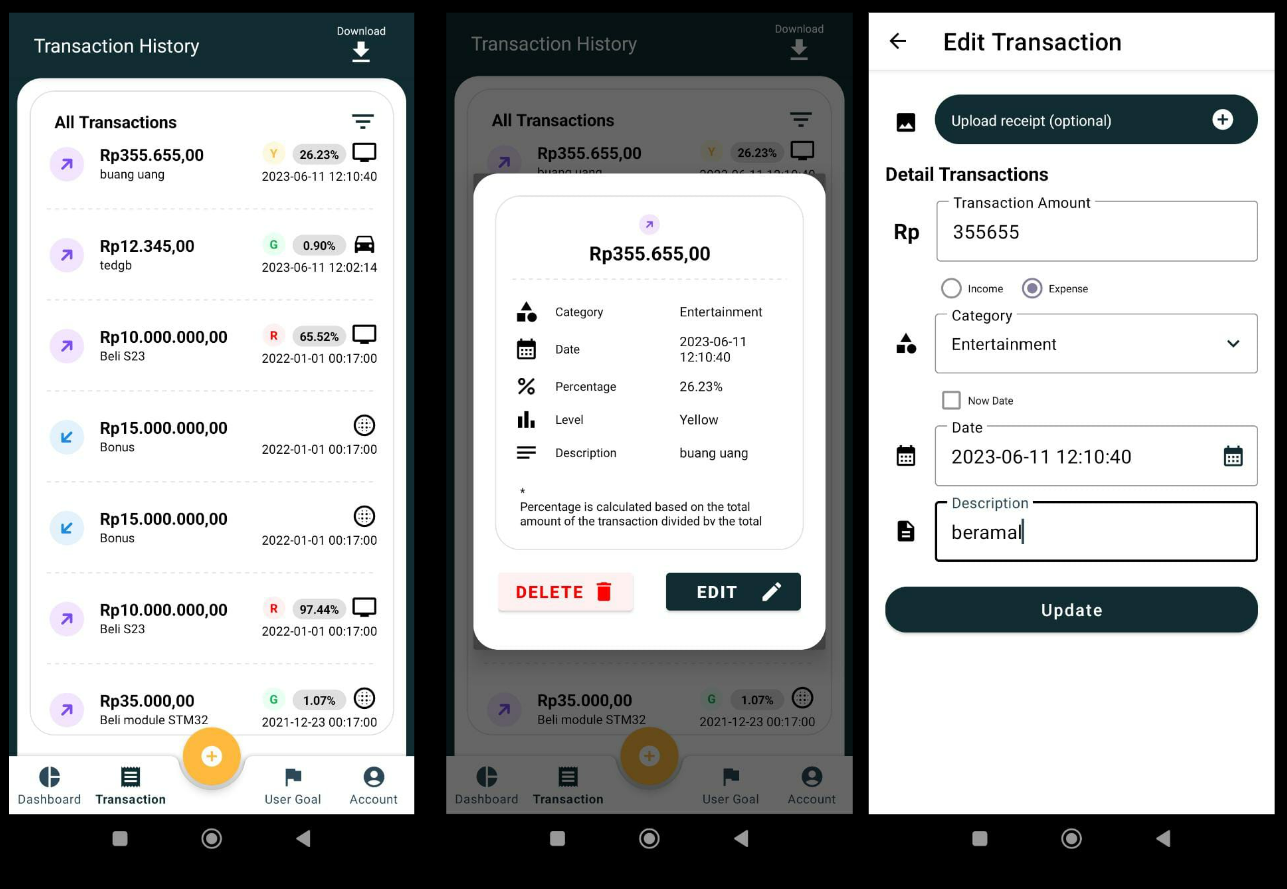 Transaction History
Download
All Transactions
Rp355.655,00
Y 26.23%
buang uang
2023-06-11 12:10:40
Rp12.345,00
G 0.90%
tedgb
2023-06-11 12:02:14
Rp10.000.000,00
R 65.52%
Beli S23
2022-01-01 00:17:00
Rp15.000.000,00
Bonus
2022-01-01 00:17:00
Rp15.000.000,00
Bonus
2022-01-01 00:17:00
Rp10.000.000,00
R 97.44%
Beli S23
2022-01-01 00:17:00
Rp35.000,00
G 1.07%
Beli module STM32
2021-12-23 00:17:00
Dashboard Transaction User Goal Account
Transaction History
Download
All Transactions
Rp355.655,00
Y 26.23%
buang uang
2023-06-11 12:10:40
Rp355.655,00
Category Entertainment
Date 2023-06-11
12:10:40
Percentage 26.23%
Level Yellow
Description buang uang
*
Percentage is calculated based on the total
amount of the transaction divided by the total
DELETE EDIT
Rp35.000,00
G 1.07%
Beli module STM32
2021-12-23 00:17:00
Dashboard Transaction User Goal Account
Edit Transaction
Upload receipt (optional)
Detail Transactions
Transaction Amount
Rp 355655
Income Expense
Category
Entertainment
Now Date
Date
2023-06-11 12:10:40
Description
beramal
Update